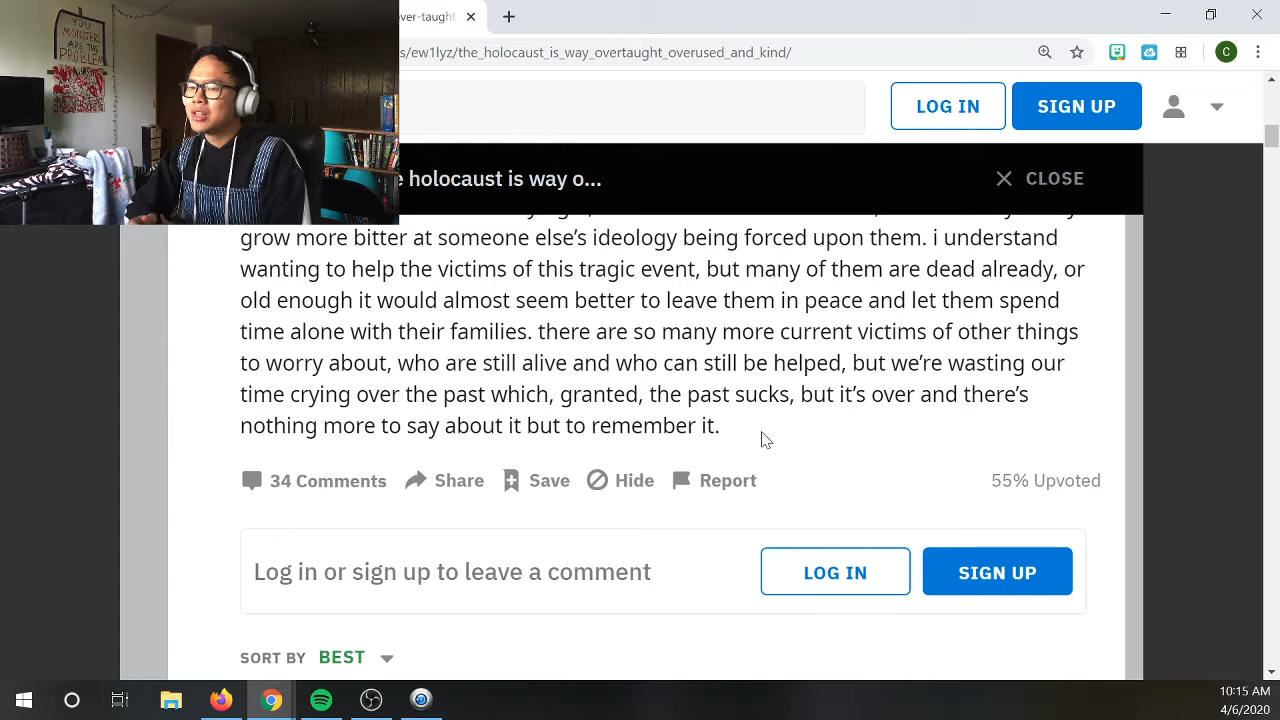 YOU
MONSTERS
ARE THE
PROBLEM
over-taught
s/ew1lyz/the_holocaust_is_way_overtaught_overused_and_kind/
C
LOG IN
SIGN UP
e holocaust is way o...
CLOSE
grow more bitter at someone else’s ideology being forced upon them. i understand
wanting to help the victims of this tragic event, but many of them are dead already, or
old enough it would almost seem better to leave them in peace and let them spend
time alone with their families. there are so many more current victims of other things
to worry about, who are still alive and who can still be helped, but we’re wasting our
time crying over the past which, granted, the past sucks, but it’s over and there’s
nothing more to say about it but to remember it.
34 Comments Share Save Hide Report 55% Upvoted
Log in or sign up to leave a comment LOG IN SIGN UP
SORT BY BEST
10:15 AM
4/6/2020